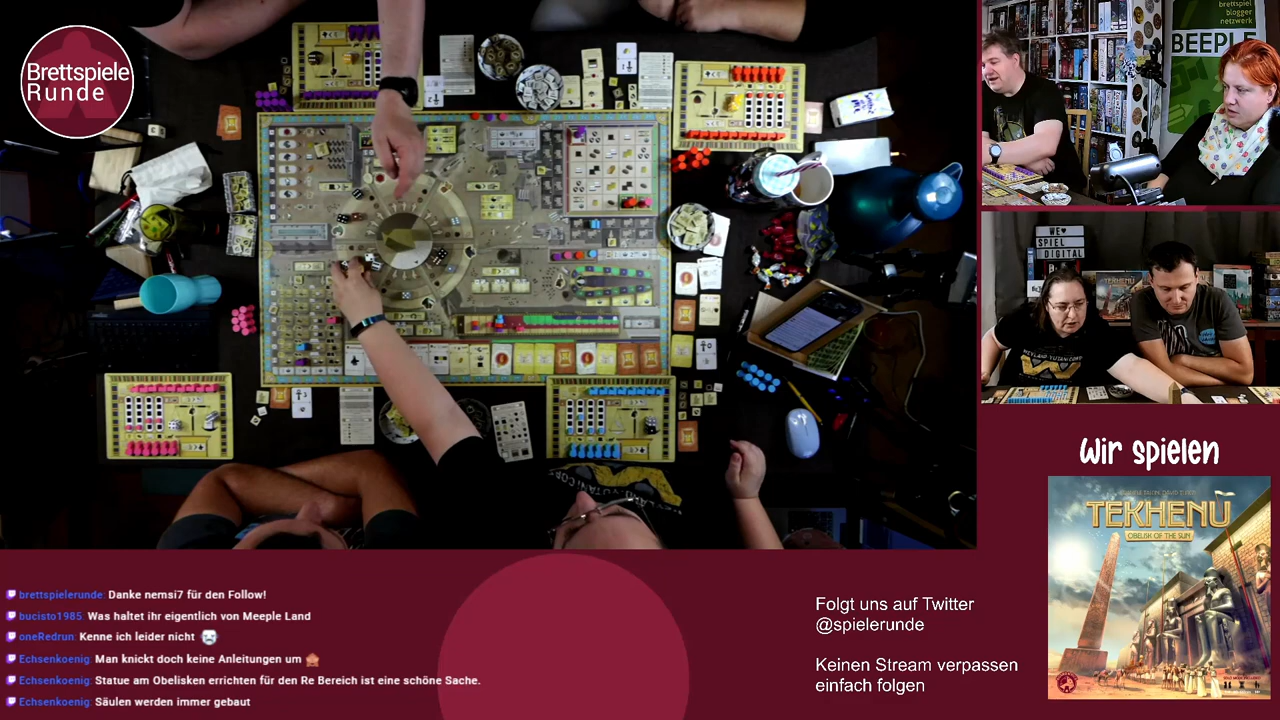 Brettspiele
Runde
brettspiel
blogger
netzwerk
BEEPLE
WE
SPIEL
DIGITAL
Wir spielen
TEKHENU
OBELISK OF THE SUN
brettspielerunde: Danke nemsi7 für den Follow!
bucisto1985: Was haltet ihr eigentlich von Meeple Land
oneRedrun: Kenne ich leider nicht
Echsenkoenig: Man knickt doch keine Anleitungen um
Echsenkoenig: Statue am Obelisken errichten für den Re Bereich ist eine schöne Sache.
Echsenkoenig: Säulen werden immer gebaut
Folgt uns auf Twitter
@spielerunde
Keinen Stream verpassen
einfach folgen